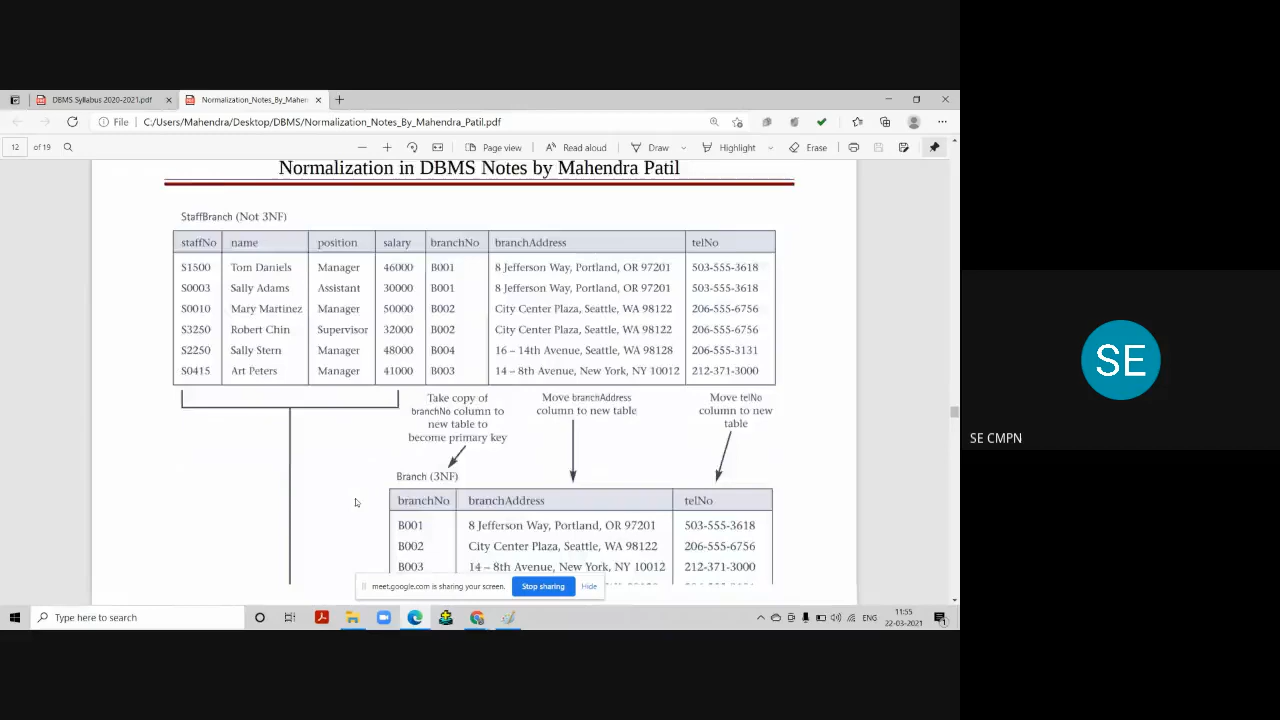 DBMS Syllabus 2020-2021.pdf
Normalization_Notes_By_Mahen
File C:/Users/Mahendra/Desktop/DBMS/Normalization_Notes_By_Mahendra_Patil.pdf
12 of 19 Page view Read aloud Draw Highlight Erase
Normalization in DBMS Notes by Mahendra Patil
StaffBranch (Not 3NF)
staffNo name position salary branchNo branchAddress telNo
S1500 Tom Daniels Manager 46000 B001 8 Jefferson Way, Portland, OR 97201 503-555-3618
S0003 Sally Adams Assistant 30000 B001 8 Jefferson Way, Portland, OR 97201 503-555-3618
S0010 Mary Martinez Manager 50000 B002 City Center Plaza, Seattle, WA 98122 206-555-6756
S3250 Robert Chin Supervisor 32000 B002 City Center Plaza, Seattle, WA 98122 206-555-6756
S2250 Sally Stern Manager 48000 B004 16 – 14th Avenue, Seattle, WA 98128 206-555-3131
S0415 Art Peters Manager 41000 B003 14 – 8th Avenue, New York, NY 10012 212-371-3000
Take copy of
branchNo column to
new table to
become primary key
Move branchAddress
column to new table
Move telNo
column to new
table
Branch (3NF)
branchNo branchAddress telNo
B001 8 Jefferson Way, Portland, OR 97201 503-555-3618
B002 City Center Plaza, Seattle, WA 98122 206-555-6756
B003 14 – 8th Avenue, New York, NY 10012 212-371-3000
meet.google.com is sharing your screen. Stop sharing Hide
Type here to search
ENG
11:55
22-03-2021
SE
SE CMPN